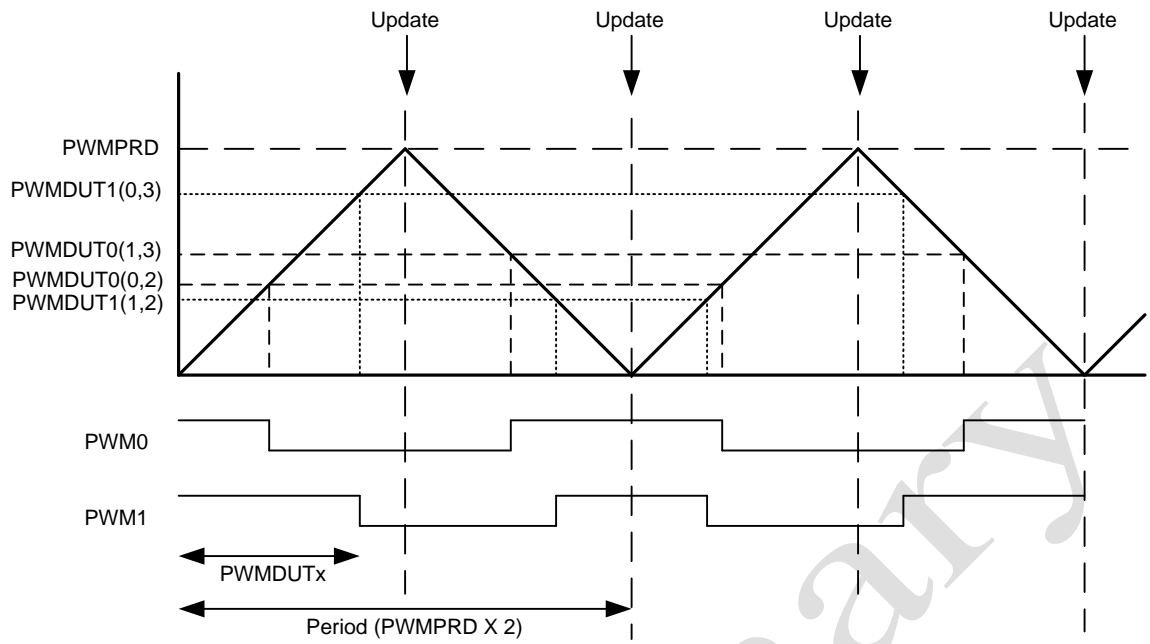 Update Update Update Update
PWMPRD
PWMDUT1(0,3)
PWMDUT0(1,3)
PWMDUT0(0,2)
PWMDUT1(1,2)
PWM0
PWM1
PWMDUTx
Period (PWMPRD X 2)